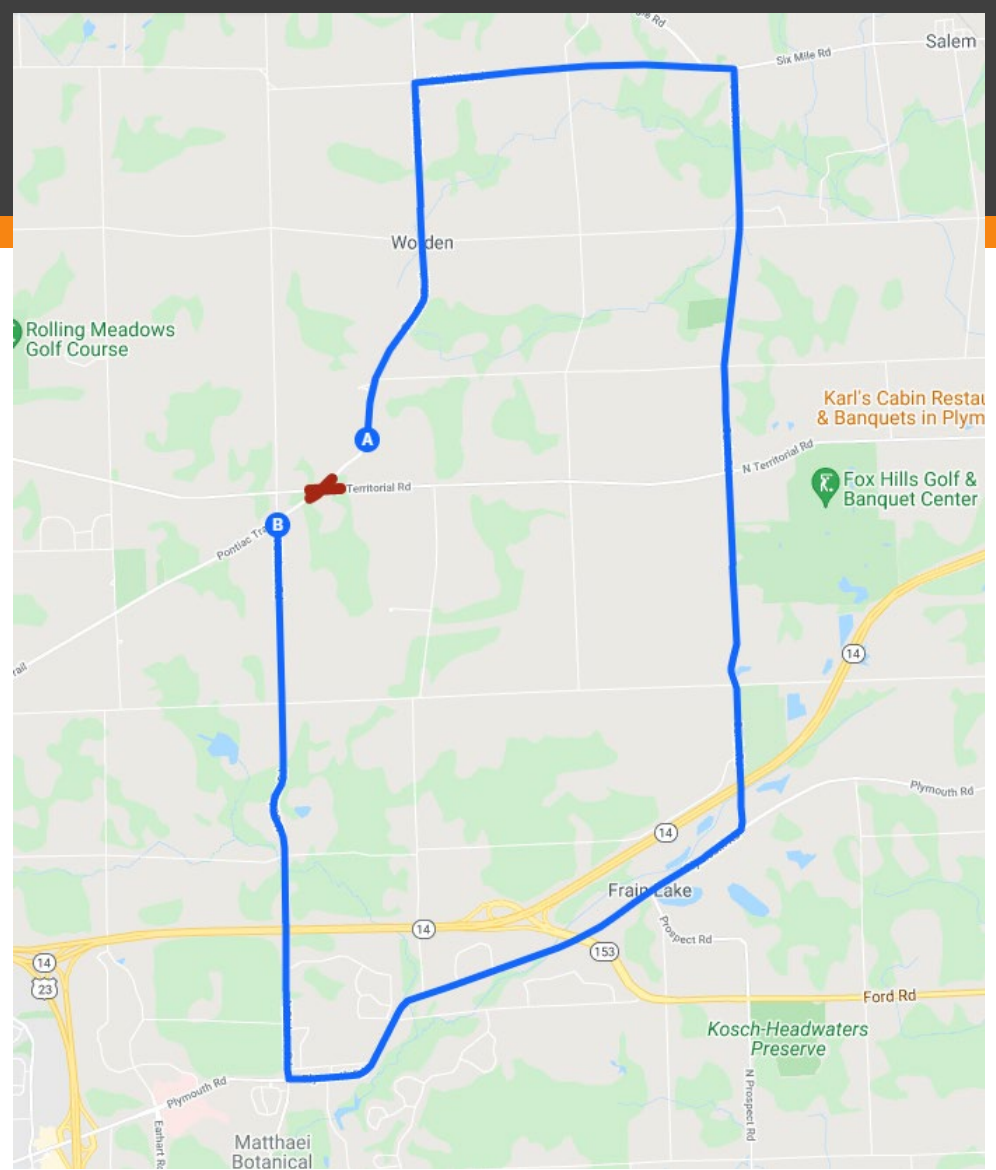 Salem
Six Mile Rd
Worden
Rolling Meadows
Golf Course
Karl's Cabin Restau
& Banquets in Plym
A
N Territorial Rd
Territorial Rd
Fox Hills Golf &
Banquet Center
B
Pontiac Tra
14
Plymouth Rd
14
Frain Lake
14
Prospect Rd
153
14
23
Ford Rd
Kosch-Headwaters
Preserve
Plymouth Rd
N Prospect Rd
Earhart R
Matthaei
Botanical